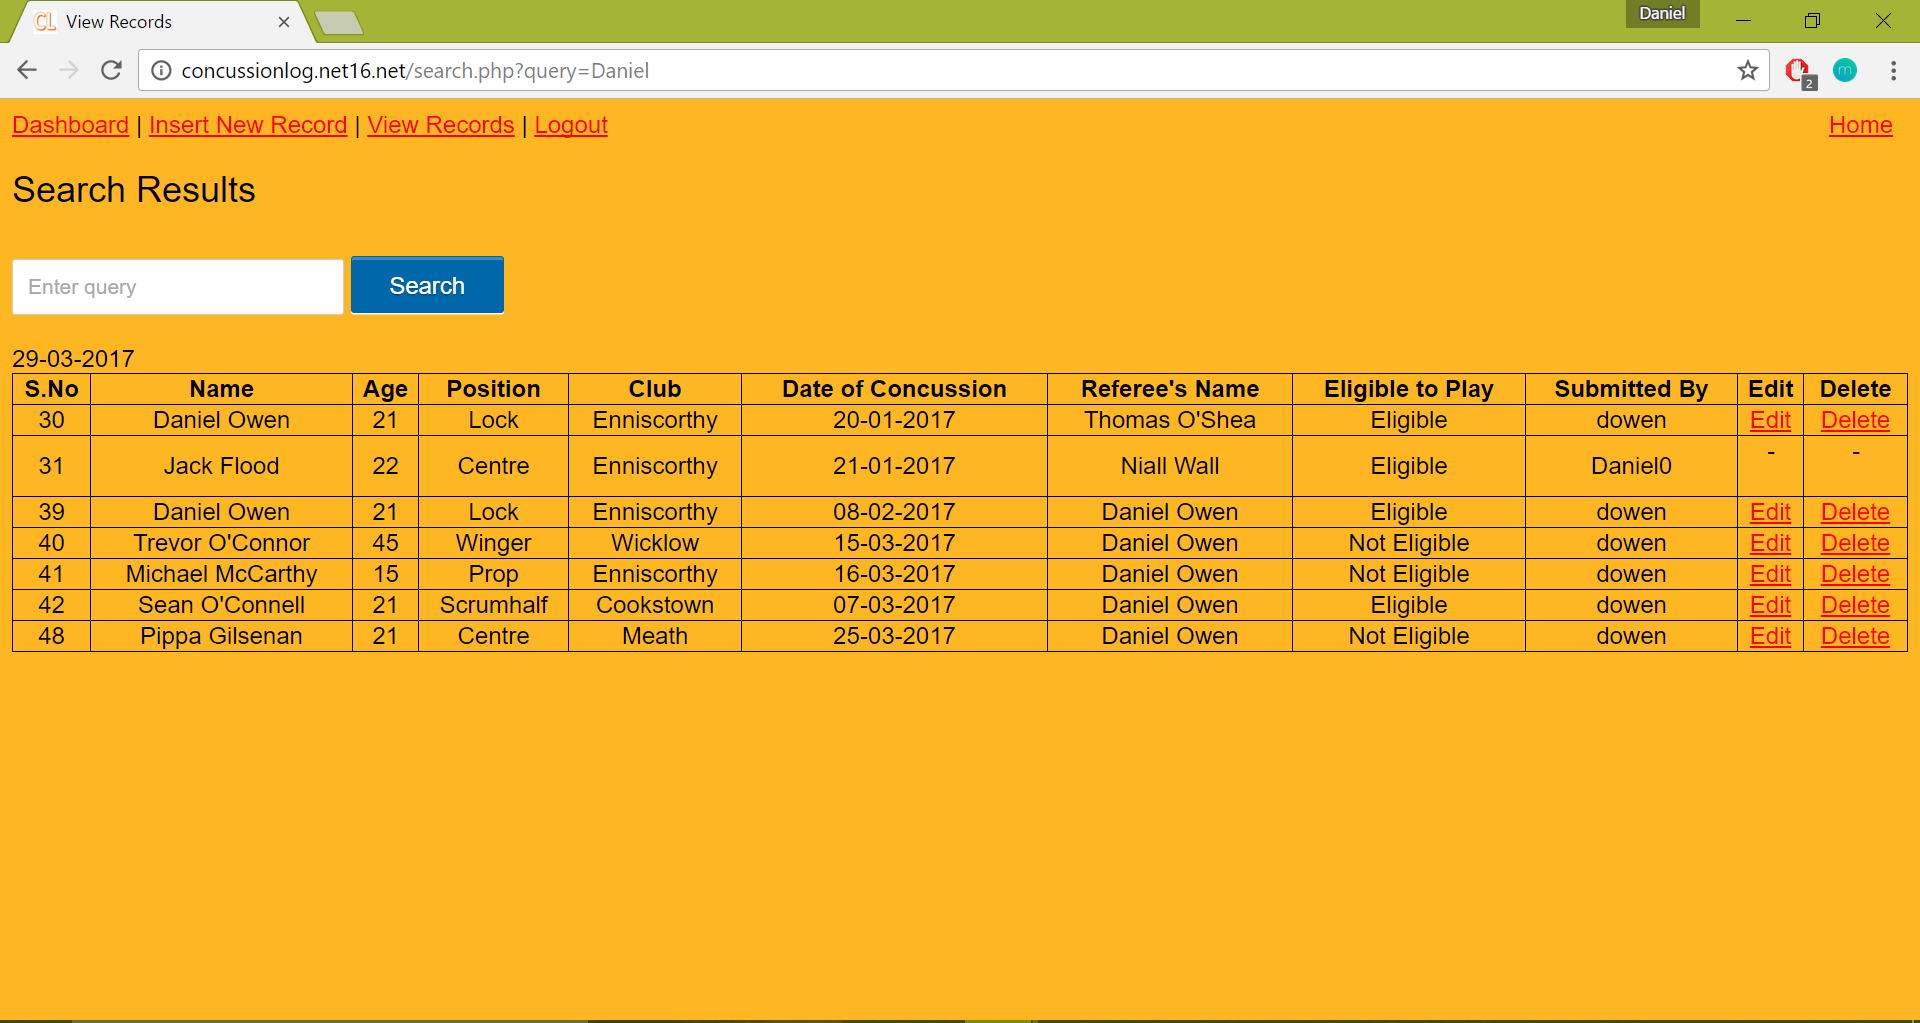 CL View Records
Daniel
concussionlog.net16.net/search.php?query=Daniel
2
m
Dashboard | Insert New Record | View Records | Logout Home
Search Results
Enter query Search
29-03-2017
S.No Name Age Position Club Date of Concussion Referee's Name Eligible to Play Submitted By Edit Delete
30 Daniel Owen 21 Lock Enniscorthy 20-01-2017 Thomas O'Shea Eligible dowen Edit Delete
31 Jack Flood 22 Centre Enniscorthy 21-01-2017 Niall Wall Eligible Daniel0 - -
39 Daniel Owen 21 Lock Enniscorthy 08-02-2017 Daniel Owen Eligible dowen Edit Delete
40 Trevor O'Connor 45 Winger Wicklow 15-03-2017 Daniel Owen Not Eligible dowen Edit Delete
41 Michael McCarthy 15 Prop Enniscorthy 16-03-2017 Daniel Owen Not Eligible dowen Edit Delete
42 Sean O'Connell 21 Scrumhalf Cookstown 07-03-2017 Daniel Owen Eligible dowen Edit Delete
48 Pippa Gilsenan 21 Centre Meath 25-03-2017 Daniel Owen Not Eligible dowen Edit Delete